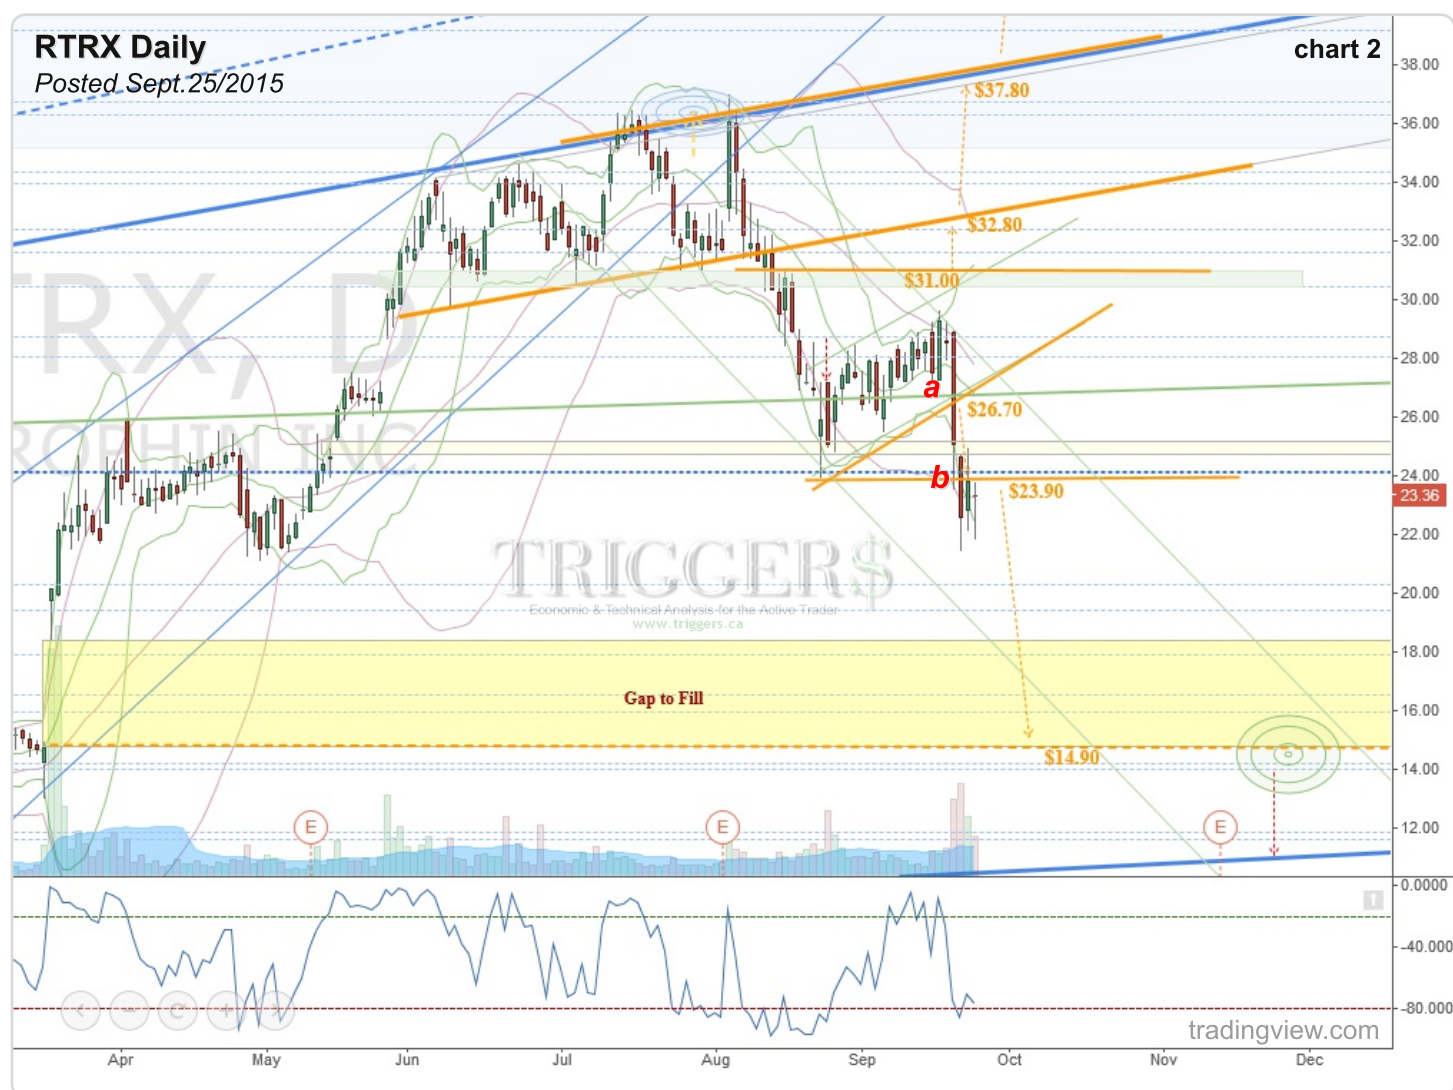 RTRX Daily
Posted Sept.25/2015
chart 2
38.00
$37.80
36.00
34.00
$32.80
32.00
$31.00
30.00
28.00
a
$26.70
26.00
24.00
b
$23.90
23.36
22.00
TRX, D
ROPHIN INC
TRIGGER$
Economic & Technical Analysis for the Active Trader
www.triggers.ca
20.00
18.00
Gap to Fill
16.00
$14.90
14.00
E
E
E
12.00
0.0000
-40.000
-80.000
tradingview.com
Apr May Jun Jul Aug Sep Oct Nov Dec